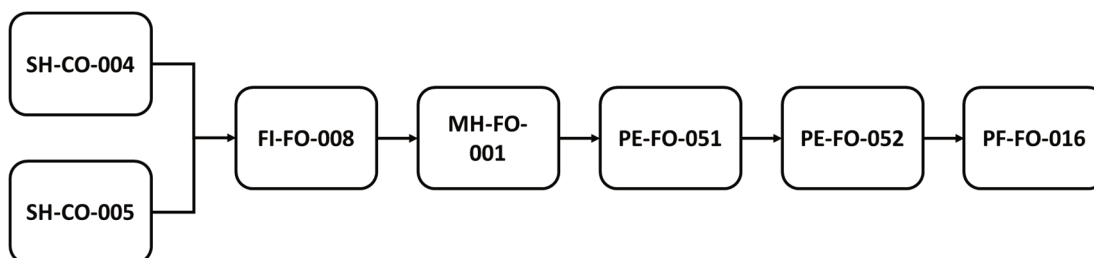 SH-CO-004
FI-FO-008
MH-FO-
001
PE-FO-051
PE-FO-052
PF-FO-016
SH-CO-005